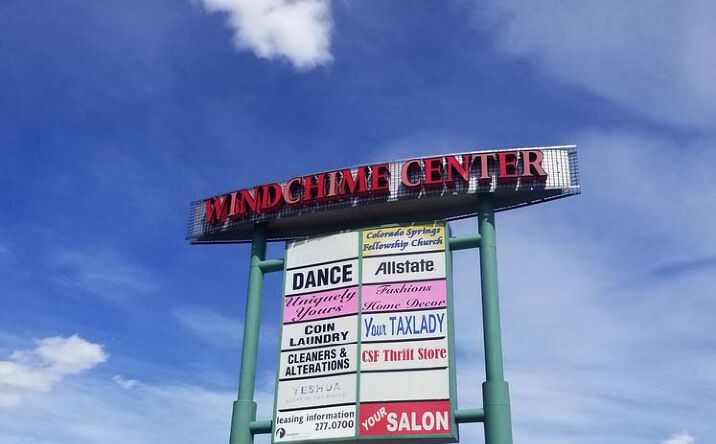 WINDCHIME CENTER
Colorado Springs
Fellowship Church
DANCE
Allstate
Uniquely
Yours
Fashions
Home Decor
COIN
LAUNDRY
Your TAXLADY
CLEANERS &
ALTERATIONS
CSF Thrift Store
YESHUA
leasing information
277.0700
YOUR SALON